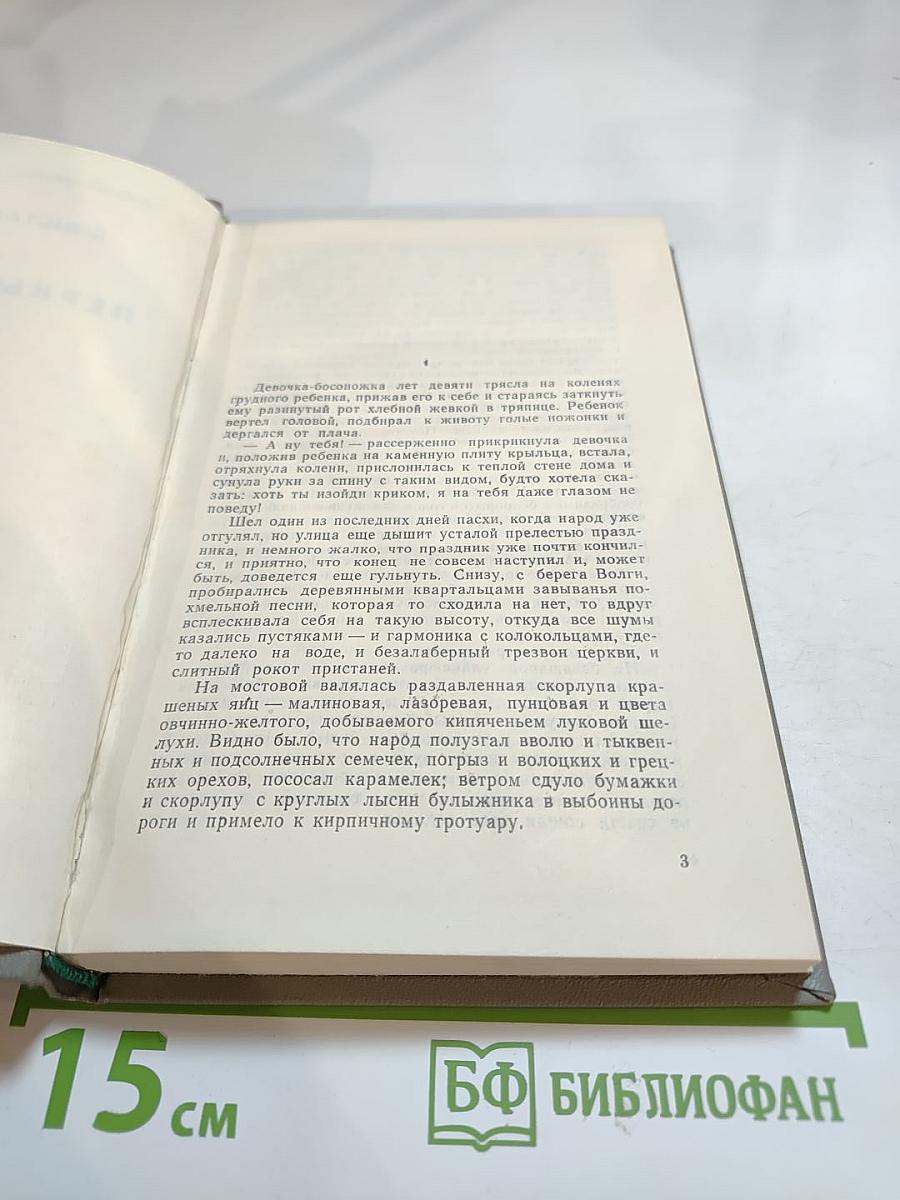 Девочка-босоножка лет девяти трясла на коленях
грудного ребенка, прижав его к себе и стараясь заткнуть
ему разинутый рот хлебной жевкой в тряпице. Ребенок
вертел головой, подбирал к животу голые ножонки и
дергался от плача.
— А ну тебя! — рассерженно прикрикнула девочка
и, положив ребенка на каменную плиту крыльца, встала,
отряхнула колени, прислонилась к теплой стене дома и
сунула руки за спину с таким видом, будто хотела ска-
зать: хоть ты изойди криком, я на тебя даже глазом не
поведу!
Шел один из последних дней пасхи, когда народ уже
отгулял, но улица еще дышит усталой прелестью празд-
ника, и немного жалко, что праздник уже почти кончил-
ся, и приятно, что конец не совсем наступил и, может
быть, доведется еще гульнуть. Снизу, с берега Волги,
пробирались деревянными квартальцами завыванья по-
хмельной песни, которая то сходила на нет, то вдруг
всплескивала себя на такую высоту, откуда все шумы
казались пустяками — и гармоника с колокольцами, где-
то далеко на воде, и безалаберный трезвон церкви, и
слитный рокот пристаней.
На мостовой валялась раздавленная скорлупа кра-
шеных яиц — малиновая, лазоревая, пунцовая и цвета
овчинно-желтого, добываемого кипяченьем луковой ше-
лухи. Видно было, что народ полузгал вволю и тыквен-
ных и подсолнечных семечек, погрыз и волоцких и грец-
ких орехов, пососал карамелек; ветром сдуло бумажки
и скорлупу с круглых лысин булыжника в выбоины до-
роги и примело к кирпичному тротуару.
3
15 см
БФ БИБЛИОФАН